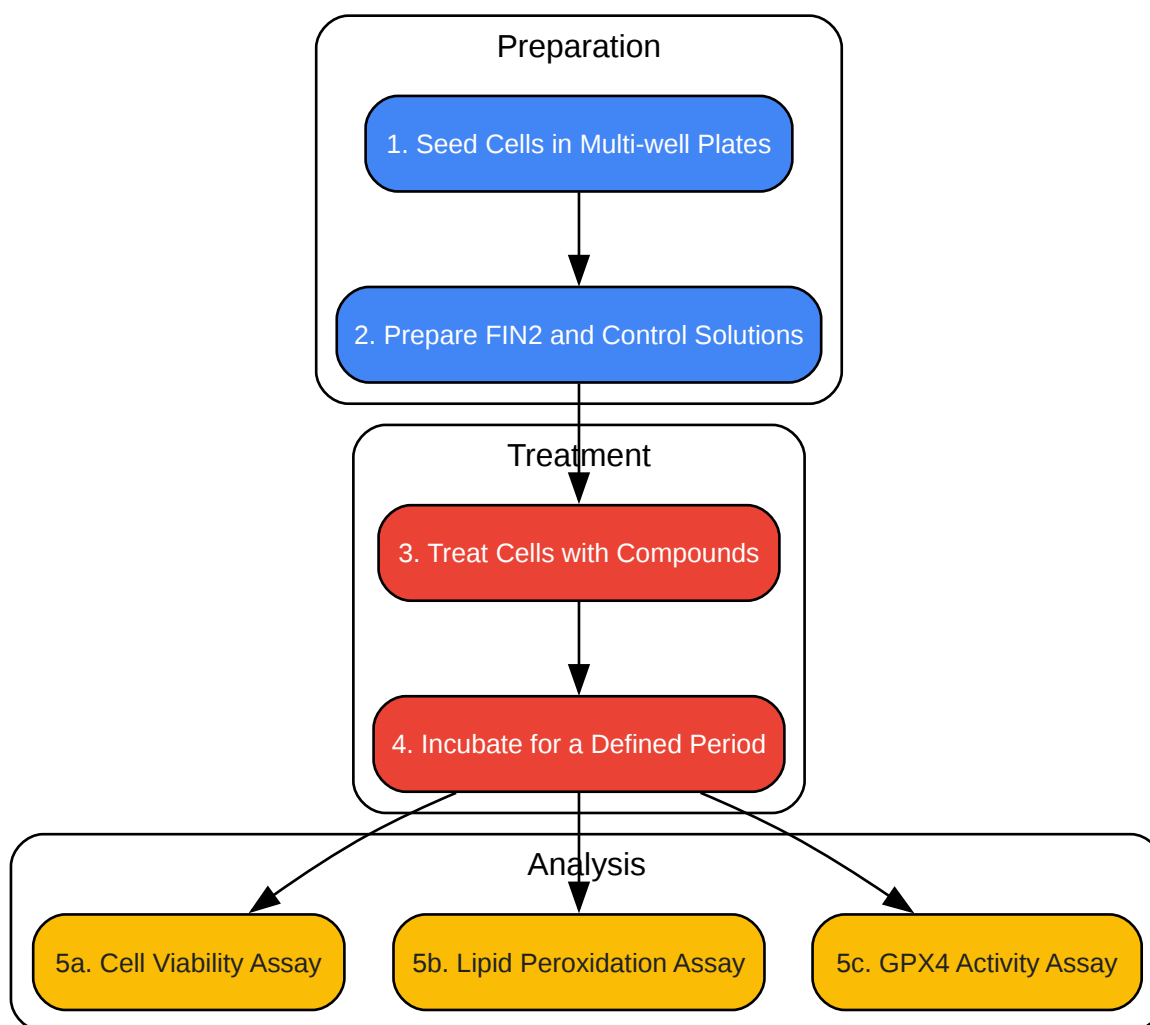 Preparation
1. Seed Cells in Multi-well Plates
2. Prepare FIN2 and Control Solutions
Treatment
3. Treat Cells with Compounds
4. Incubate for a Defined Period
Analysis
5a. Cell Viability Assay
5b. Lipid Peroxidation Assay
5c. GPX4 Activity Assay